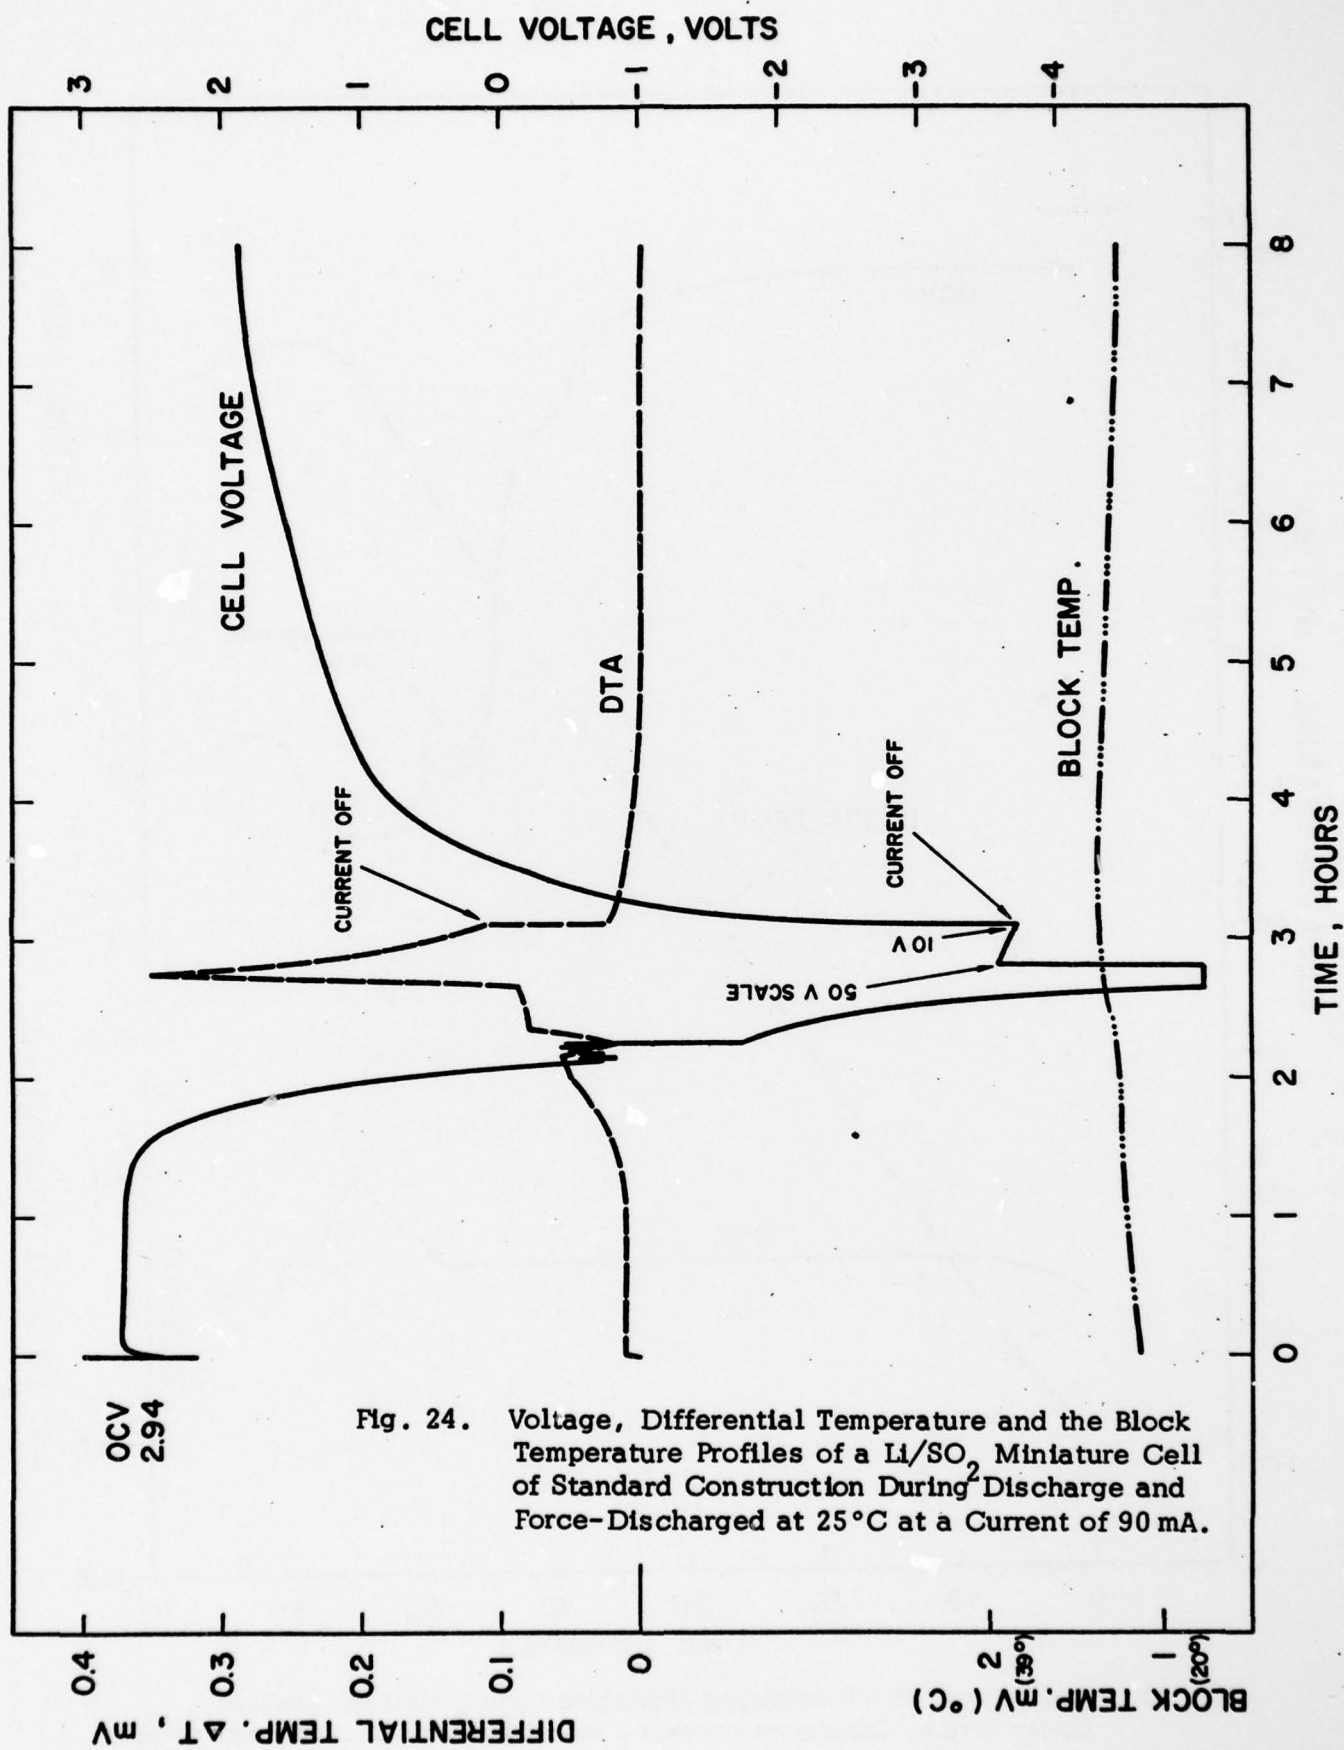 CELL VOLTAGE, VOLTS
3
2
1
0
-1
-2
-3
-4
CELL VOLTAGE
DTA
BLOCK TEMP.
CURRENT OFF
CURRENT OFF
10 V
50 V SCALE
OCV
2.94
8
7
6
5
4
3
2
1
0
TIME, HOURS
Fig. 24. Voltage, Differential Temperature and the Block
Temperature Profiles of a Li/SO2 Miniature Cell
of Standard Construction During Discharge and
Force-Discharged at 25°C at a Current of 90 mA.
0.4
0.3
0.2
0.1
0
2
(39°)
1
(20°)
DIFFERENTIAL TEMP. ΔT, mV
BLOCK TEMP. mV (°C)